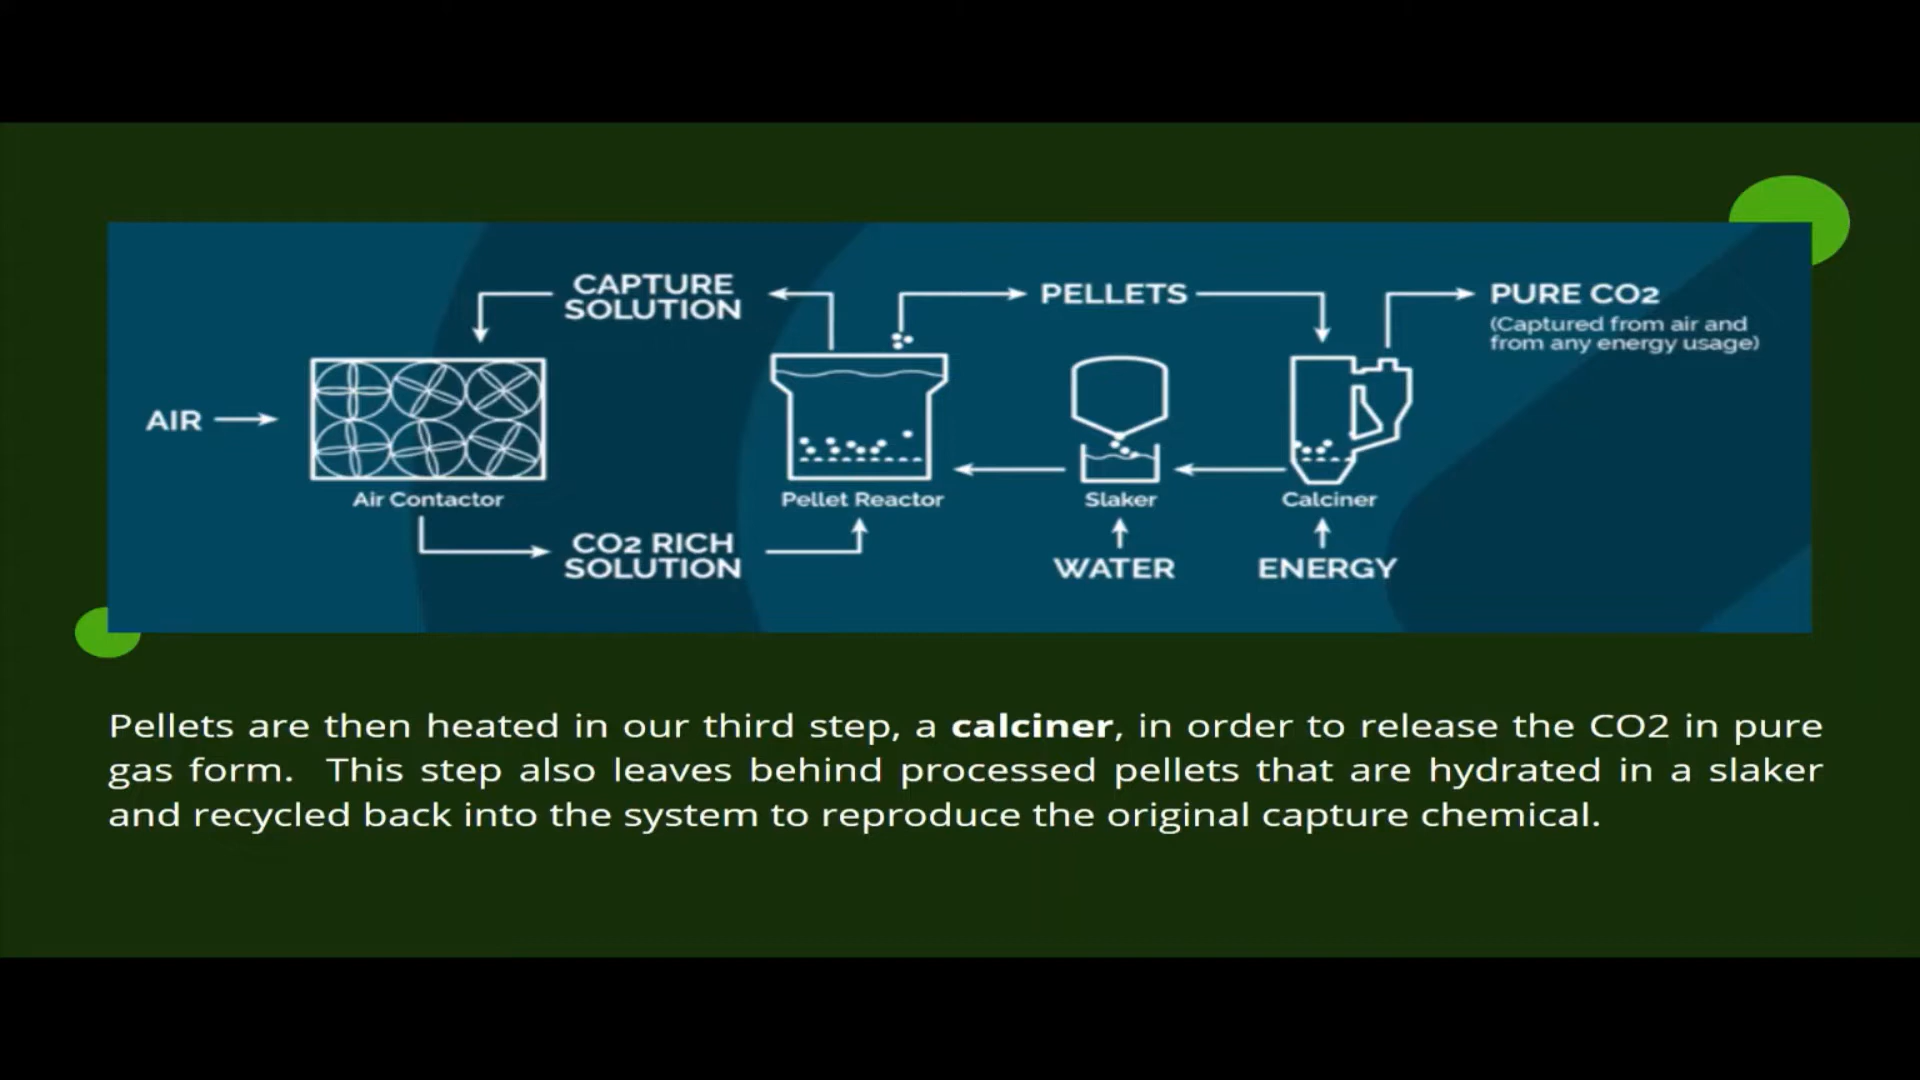 CAPTURE
SOLUTION
PELLETS
PURE CO2
(Captured from air and
from any energy usage)
AIR
Air Contactor
Pellet Reactor
Slaker
Calciner
CO2 RICH
SOLUTION
WATER
ENERGY
Pellets are then heated in our third step, a calciner, in order to release the CO2 in pure
gas form. This step also leaves behind processed pellets that are hydrated in a slaker
and recycled back into the system to reproduce the original capture chemical.